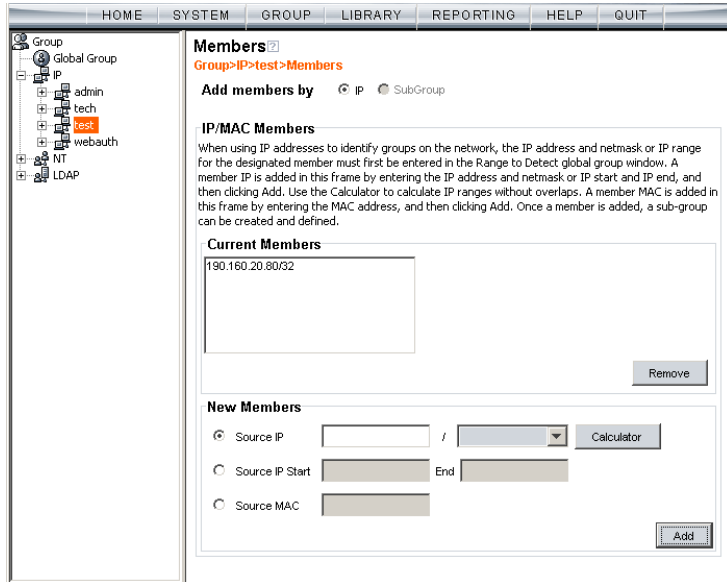 HOME SYSTEM GROUP LIBRARY REPORTING HELP QUIT
Group
Global Group
IP
admin
tech
test
webauth
NT
LDAP
Members?
Group>IP>test>Members
Add members by IP SubGroup
IP/MAC Members
When using IP addresses to identify groups on the network, the IP address and netmask or IP range
for the designated member must first be entered in the Range to Detect global group window. A
member IP is added in this frame by entering the IP address and netmask or IP start and IP end, and
then clicking Add. Use the Calculator to calculate IP ranges without overlaps. A member MAC is added in
this frame by entering the MAC address, and then clicking Add. Once a member is added, a sub-group
can be created and defined.
Current Members
190.160.20.80/32
Remove
New Members
Source IP / Calculator
Source IP Start End
Source MAC
Add